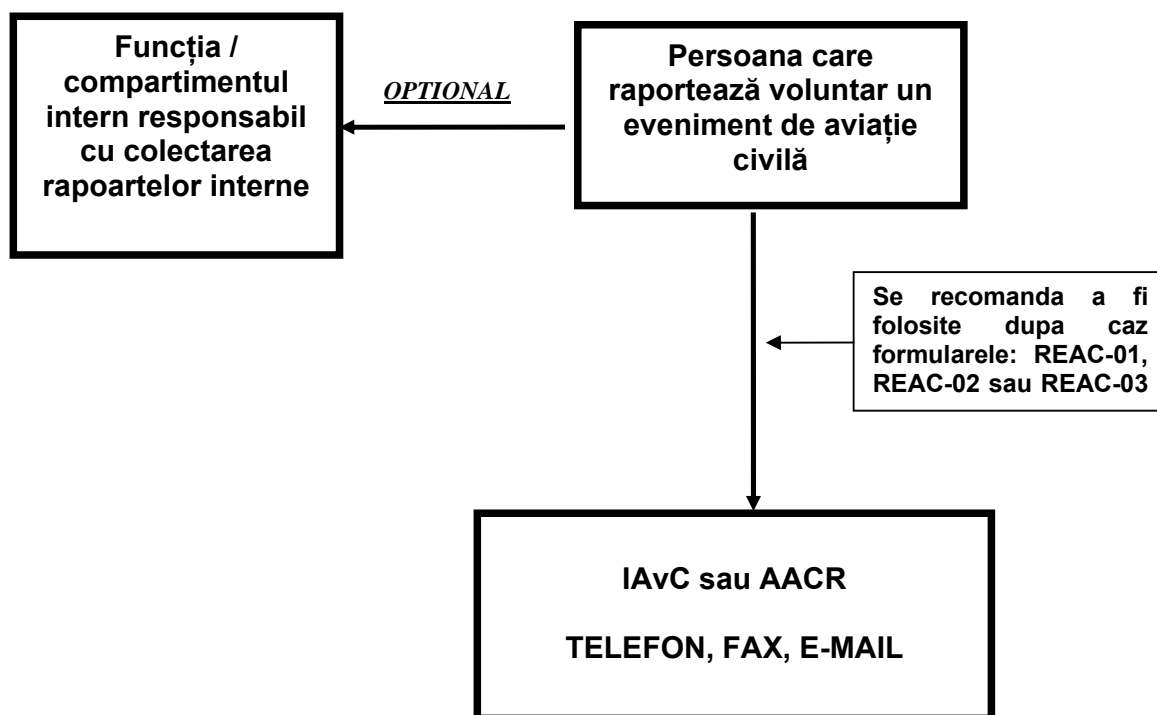 Funcția /
compartimentul
intern responsabil
cu colectarea
rapoartelor interne
OPTIONAL
Persoana care
raportează voluntar un
eveniment de aviație
civilă
Se recomanda a fi
folosite dupa caz
formularele: REAC-01,
REAC-02 sau REAC-03
IAvC sau AACR
TELEFON, FAX, E-MAIL